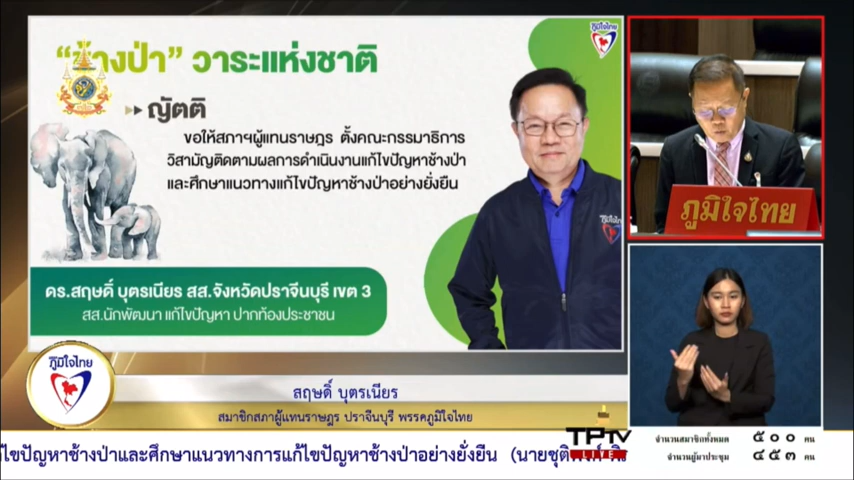 “ช้างป่า” วาระแห่งชาติ
ญัตติ
ขอให้สภาฯผู้แทนราษฎร ตั้งคณะกรรมาธิการ
วิสามัญติดตามผลการดำเนินงานแก้ไขปัญหาช้างป่า
และศึกษาแนวทางแก้ไขปัญหาช้างป่าอย่างยั่งยืน
ดร.สฤษดิ์ บุตรเนียร สส.จังหวัดปราจีนบุรี เขต 3
สส.นักพัฒนา แก้ไขปัญหา ปากท้องประชาชน
ภูมิใจไทย
ภูมิใจไทย
ภูมิใจไทย
สฤษดิ์ บุตรเนียร
สมาชิกสภาผู้แทนราษฎร ปราจีนบุรี พรรคภูมิใจไทย
TPtv
LIVE
จำนวนสมาชิกทั้งหมด ๕๐๐ คน
จำนวนผู้มาประชุม ๔๕๓ คน
ก้ไขปัญหาช้างป่าและศึกษาแนวทางการแก้ไขปัญหาช้างป่าอย่างยั่งยืน